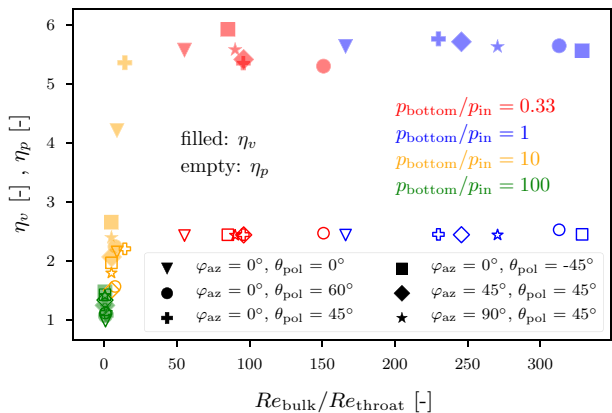 6
5
4
3
2
1
η_v [-] , η_p [-]
filled: η_v
empty: η_p
p_bottom/p_in = 0.33
p_bottom/p_in = 1
p_bottom/p_in = 10
p_bottom/p_in = 100
φ_az = 0°, θ_pol = 0°
φ_az = 0°, θ_pol = 60°
φ_az = 0°, θ_pol = 45°
φ_az = 0°, θ_pol = -45°
φ_az = 45°, θ_pol = 45°
φ_az = 90°, θ_pol = 45°
0 50 100 150 200 250 300
Re_bulk/Re_throat [-]